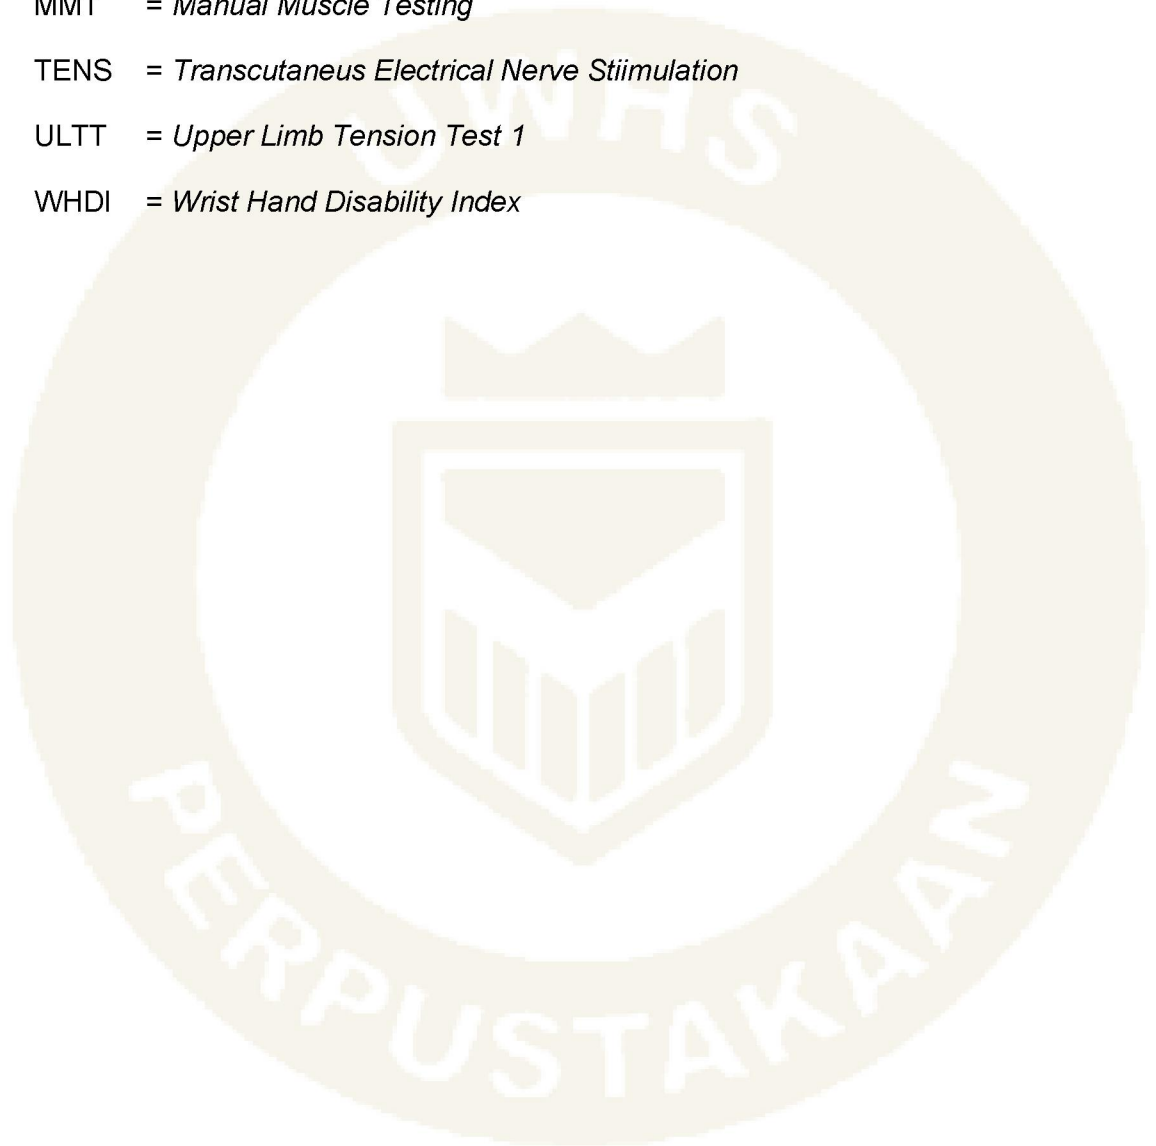 MMT = Manual Muscle Testing
TENS = Transcutaneus Electrical Nerve Stiimulation
ULTT = Upper Limb Tension Test 1
WHDI = Wrist Hand Disability Index
UWHS
PERPUSTAKAAN